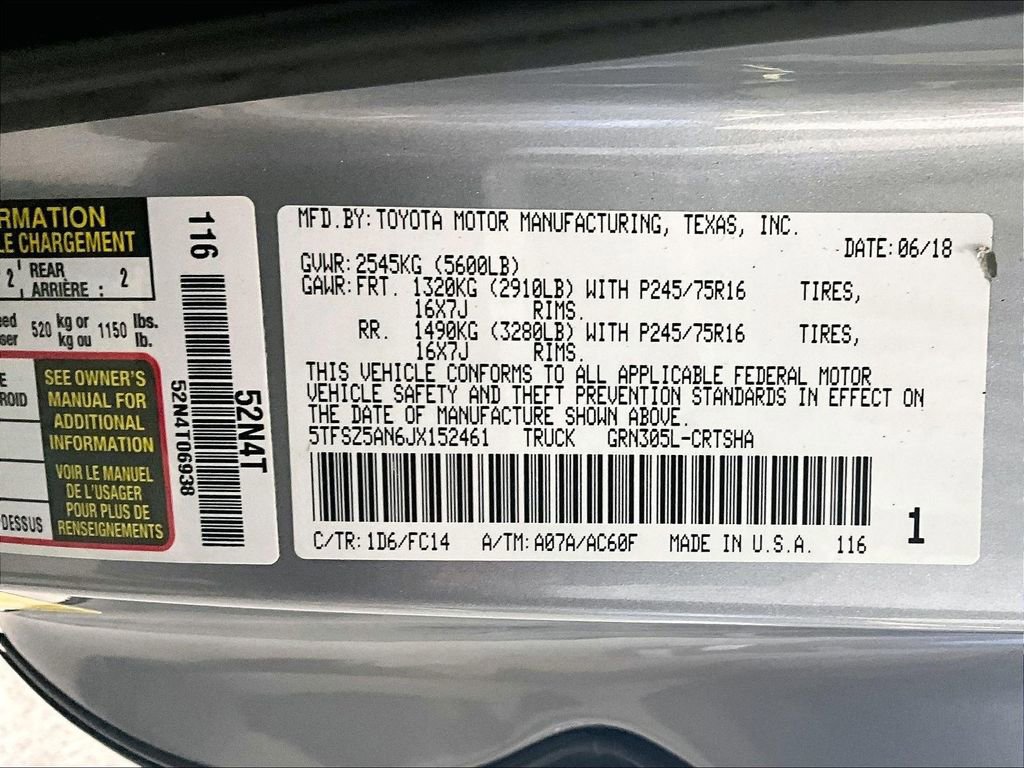 RMATION
LE CHARGEMENT
2 REAR
ARRIÈRE : 2
520 kg or 1150 lbs.
kg ou lb.
SEE OWNER'S
MANUAL FOR
ADDITIONAL
INFORMATION
VOIR LE MANUEL
DE L'USAGER
POUR PLUS DE
RENSEIGNEMENTS
DESSUS
116
52N4T06938
52N4T
MFD.BY:TOYOTA MOTOR MANUFACTURING, TEXAS, INC.
DATE:06/18
GVWR:2545KG (5600LB)
GAWR:FRT. 1320KG (2910LB) WITH P245/75R16 TIRES,
16X7J RIMS.
RR. 1490KG (3280LB) WITH P245/75R16 TIRES,
16X7J RIMS.
THIS VEHICLE CONFORMS TO ALL APPLICABLE FEDERAL MOTOR
VEHICLE SAFETY AND THEFT PREVENTION STANDARDS IN EFFECT ON
THE DATE OF MANUFACTURE SHOWN ABOVE.
5TFSZ5AN6JX152461 TRUCK GRN305L-CRTSHA
C/TR:1D6/FC14 A/TM:A07A/AC60F MADE IN U.S.A. 116
1